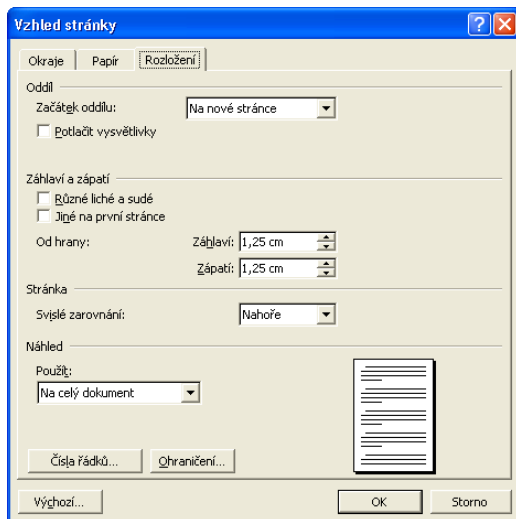 Vzhled stránky
Okraje Papír Rozložení
Oddíl
Začátek oddílu: Na nové stránce
Potlačit vysvětlivky
Záhlaví a zápatí
Různé liché a sudé
Jiné na první stránce
Od hrany: Záhlaví: 1,25 cm
Zápatí: 1,25 cm
Stránka
Svislé zarovnání: Nahoře
Náhled
Použít:
Na celý dokument
Čísla řádků... Ohraničení...
Výchozí... OK Storno